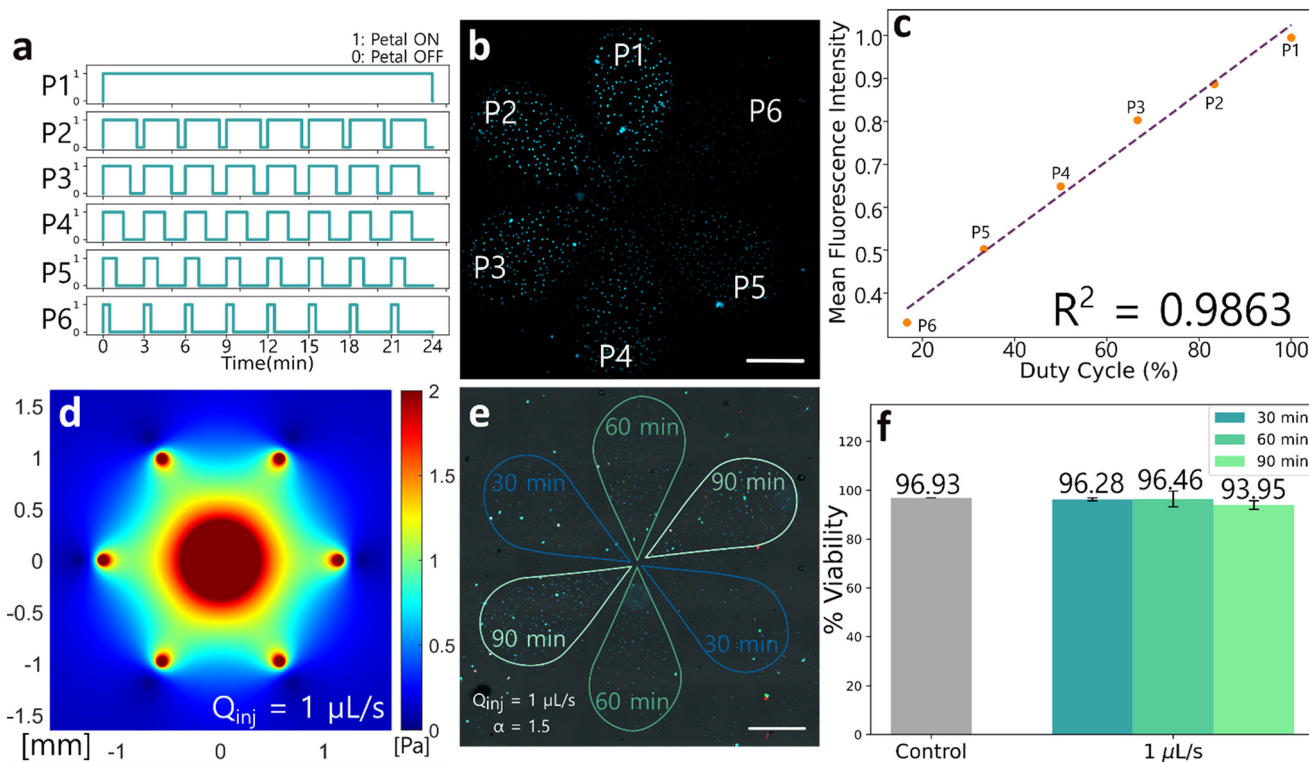 a
1: Petal ON
0: Petal OFF
P1
1
0
P2
1
0
P3
1
0
P4
1
0
P5
1
0
P6
1
0
0 3 6 9 12 15 18 21 24
Time(min)
b
P1
P2
P6
P3
P5
P4
c
Mean Fluorescence Intensity
1.0
0.9
0.8
0.7
0.6
0.5
0.4
P1
P2
P3
P4
P5
P6
R² = 0.9863
20 40 60 80 100
Duty Cycle (%)
d
1.5
1
0.5
0
-0.5
-1
-1.5
[mm]
-1 0 1
Qinj = 1 μL/s
2
1.5
1
0.5
0
[Pa]
e
60 min
30 min
90 min
90 min
30 min
60 min
Qinj = 1 μL/s
α = 1.5
f
30 min
60 min
90 min
% Viability
120
100
80
60
40
20
0
96.93
96.28
96.46
93.95
Control
1 μL/s